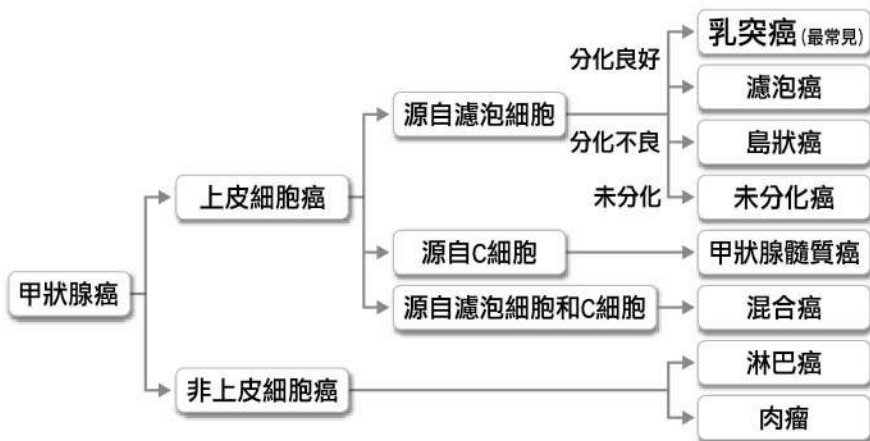 乳突癌(最常見)
分化良好
濾泡癌
源自濾泡細胞
分化不良
島狀癌
上皮細胞癌
未分化
未分化癌
源自C細胞
甲狀腺髓質癌
甲狀腺癌
源自濾泡細胞和C細胞
混合癌
淋巴癌
非上皮細胞癌
肉瘤